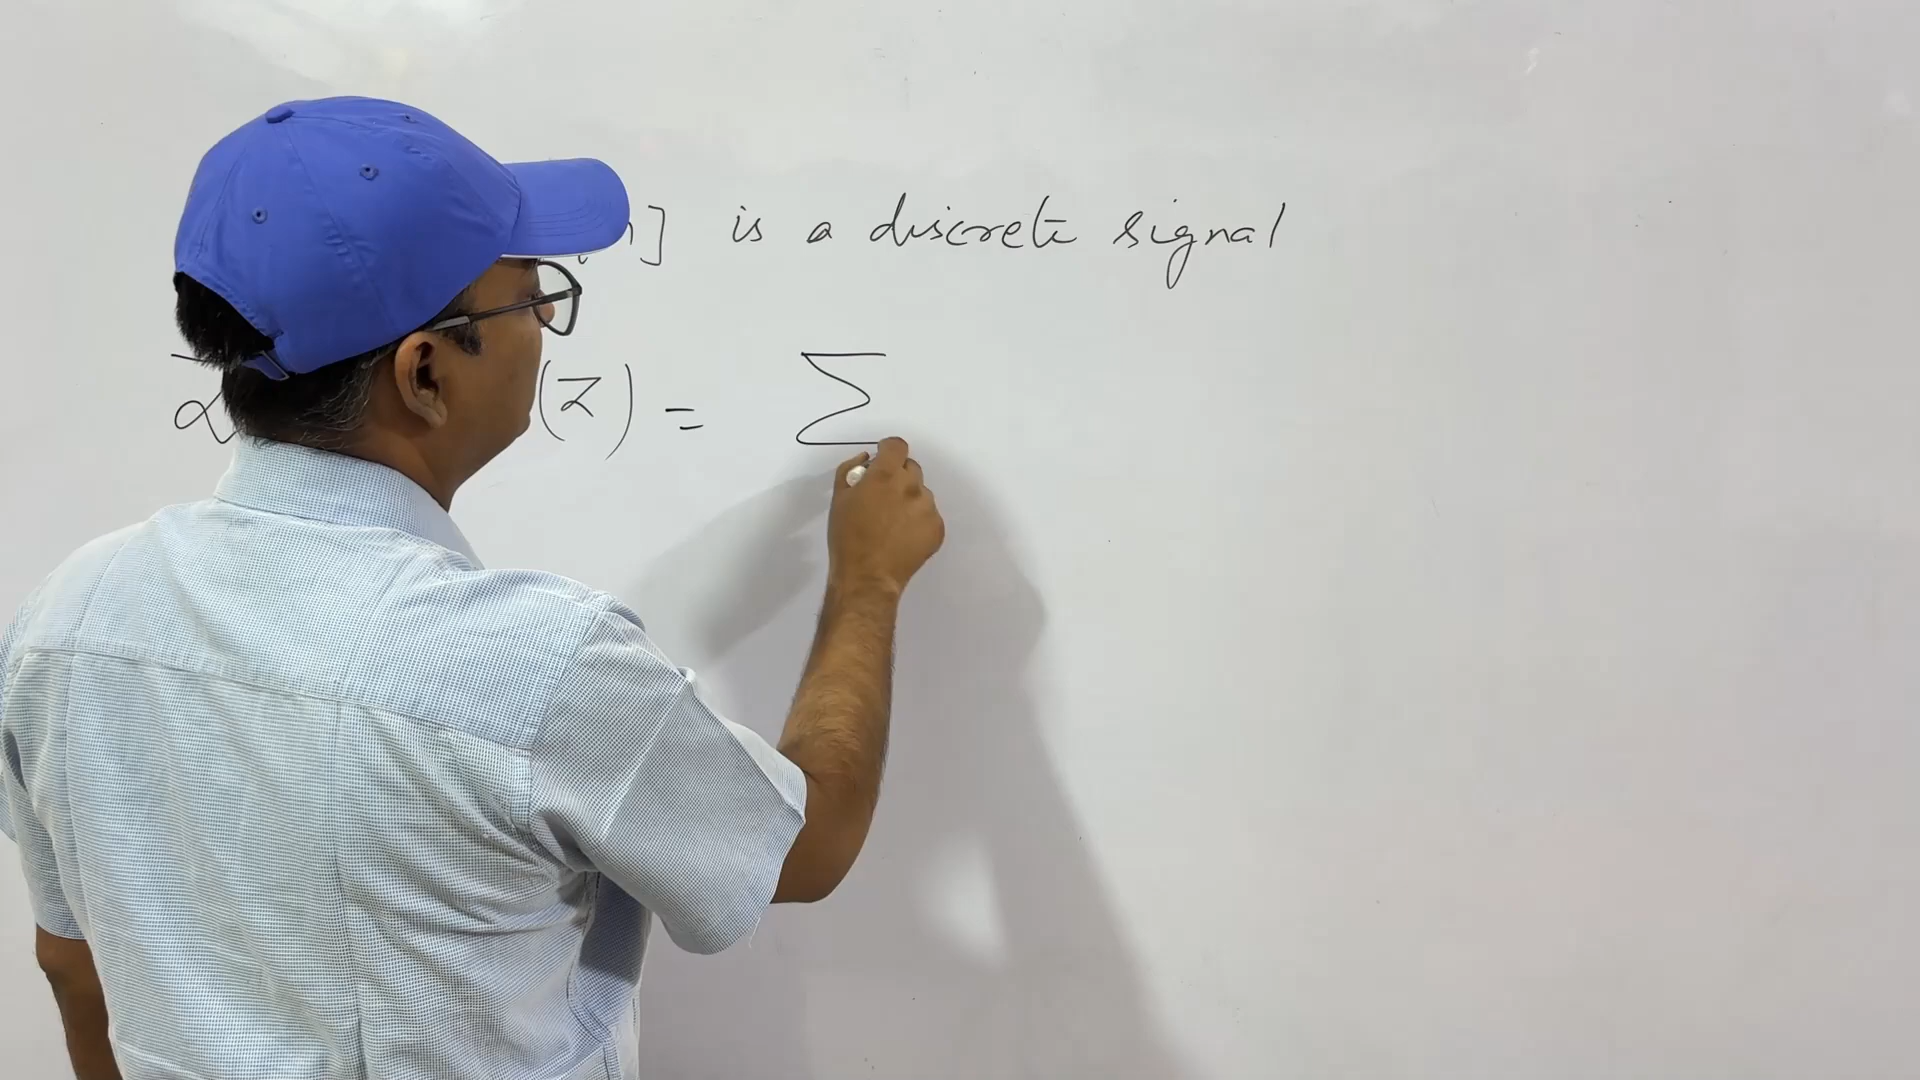 ] is a discrete signal
(z) = Σ